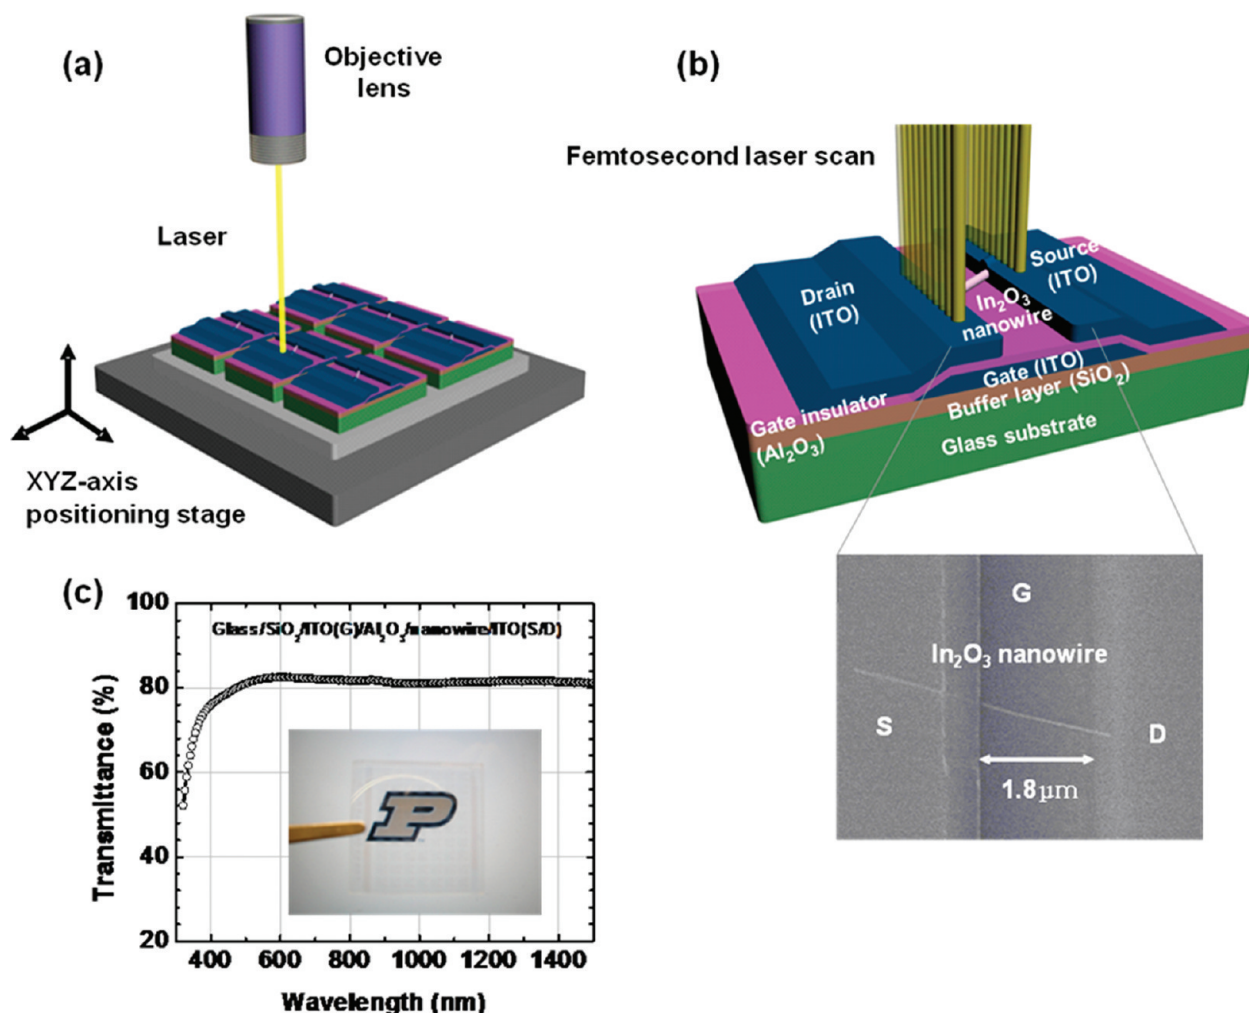 (a)
Objective
lens
Laser
XYZ-axis
positioning stage
(b)
Femtosecond laser scan
Drain
(ITO)
Source
(ITO)
In₂O₃
nanowire
Gate (ITO)
Buffer layer (SiO₂)
Gate insulator
(Al₂O₃)
Glass substrate
G
In₂O₃ nanowire
S
D
1.8 µm
(c)
Glass/SiO₂/ITO(G)/Al₂O₃/nanowire/ITO(S/D)
Transmittance (%)
100
80
60
40
20
P
400 600 800 1000 1200 1400
Wavelength (nm)